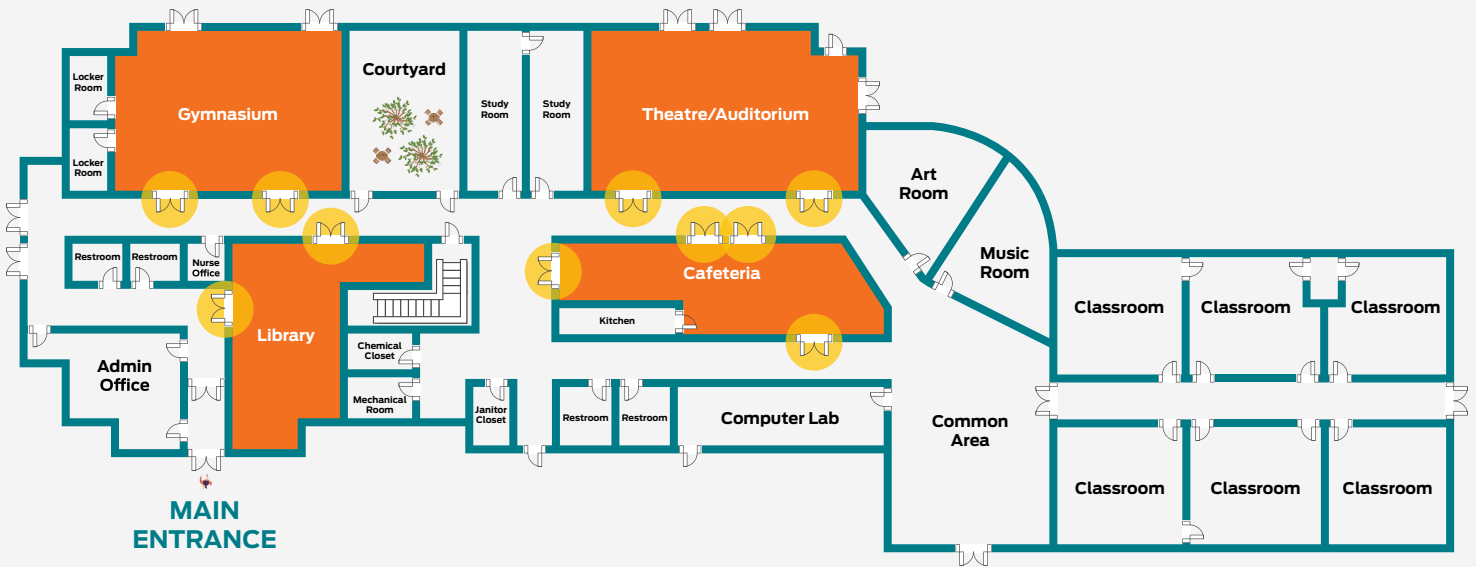 Locker
Room
Gymnasium
Courtyard
Study
Room
Study
Room
Theatre/Auditorium
Locker
Room
Art
Room
Music
Room
Restroom
Restroom
Nurse
Office
Library
Cafeteria
Kitchen
Classroom
Classroom
Classroom
Admin
Office
Chemical
Closet
Mechanical
Room
Janitor
Closet
Restroom
Restroom
Computer Lab
Common
Area
Classroom
Classroom
Classroom
MAIN
ENTRANCE